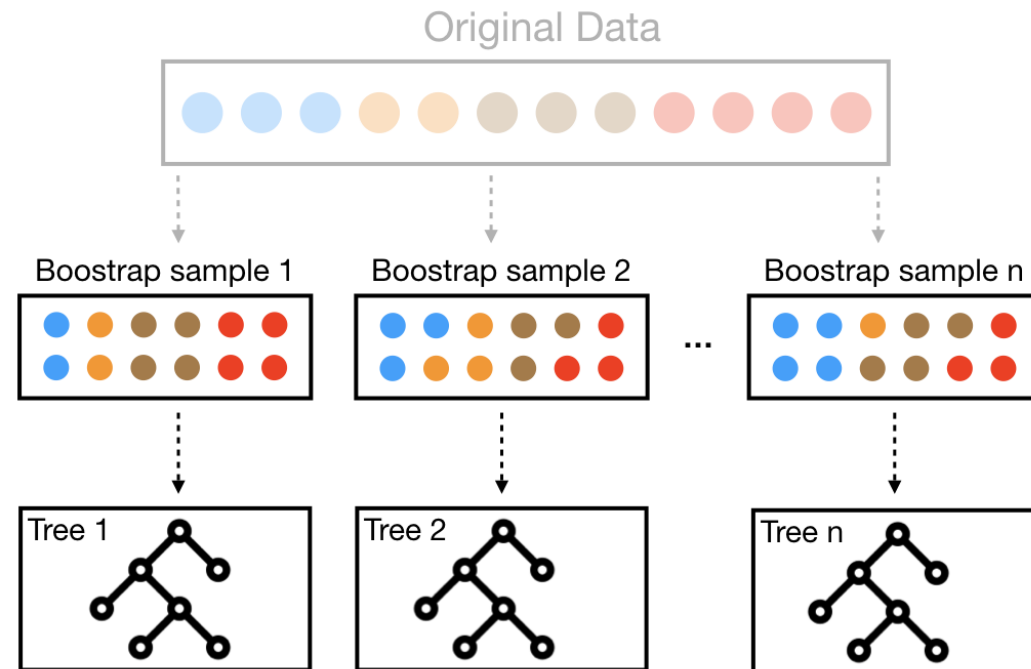 Original Data
Boostrap sample 1
Boostrap sample 2
Boostrap sample n
...
Tree 1
Tree 2
Tree n